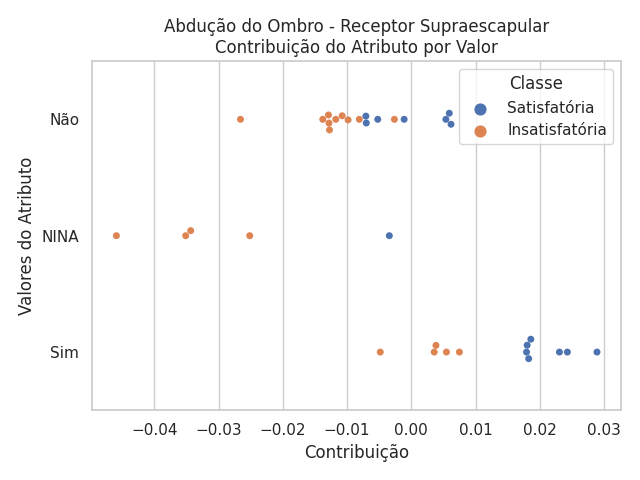 Abdução do Ombro - Receptor Supraescapular
Contribuição do Atributo por Valor
Classe
Satisfatória
Insatisfatória
Valores do Atributo
Não
NINA
Sim
−0.04 −0.03 −0.02 −0.01 0.00 0.01 0.02 0.03
Contribuição